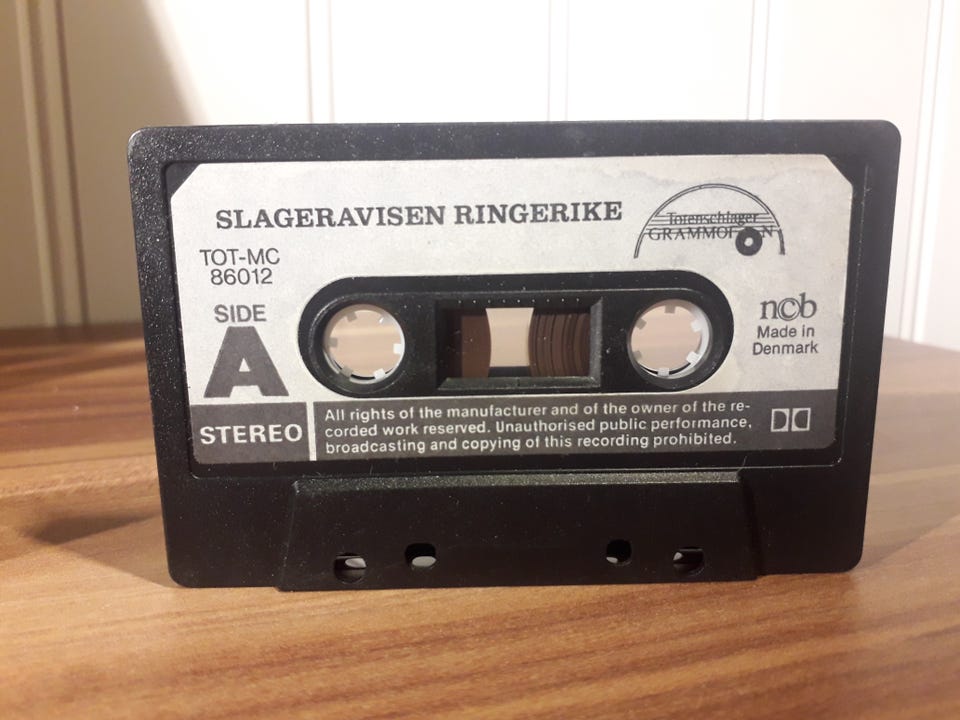 SLAGERAVISEN RINGERIKE
Totenschlager
GRAMMOFON
TOT-MC
86012
SIDE
A
STEREO
ncb
Made in
Denmark
All rights of the manufacturer and of the owner of the re-
corded work reserved. Unauthorised public performance,
broadcasting and copying of this recording prohibited.